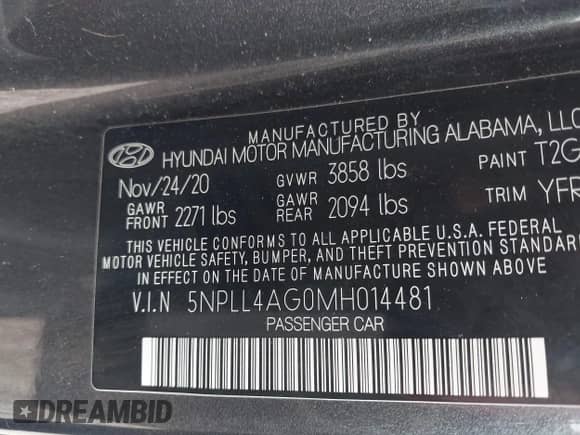 MANUFACTURED BY
HYUNDAI MOTOR MANUFACTURING ALABAMA, LLC
Nov/24/20 GVWR 3858 lbs PAINT T2G
GAWR FRONT 2271 lbs GAWR REAR 2094 lbs TRIM YFR
THIS VEHICLE CONFORMS TO ALL APPLICABLE U.S.A. FEDERAL
MOTOR VEHICLE SAFETY, BUMPER, AND THEFT PREVENTION STANDAR
IN EFFECT ON THE DATE OF MANUFACTURE SHOWN ABOVE.
V.I.N 5NPLL4AG0MH014481
PASSENGER CAR
DREAMBID